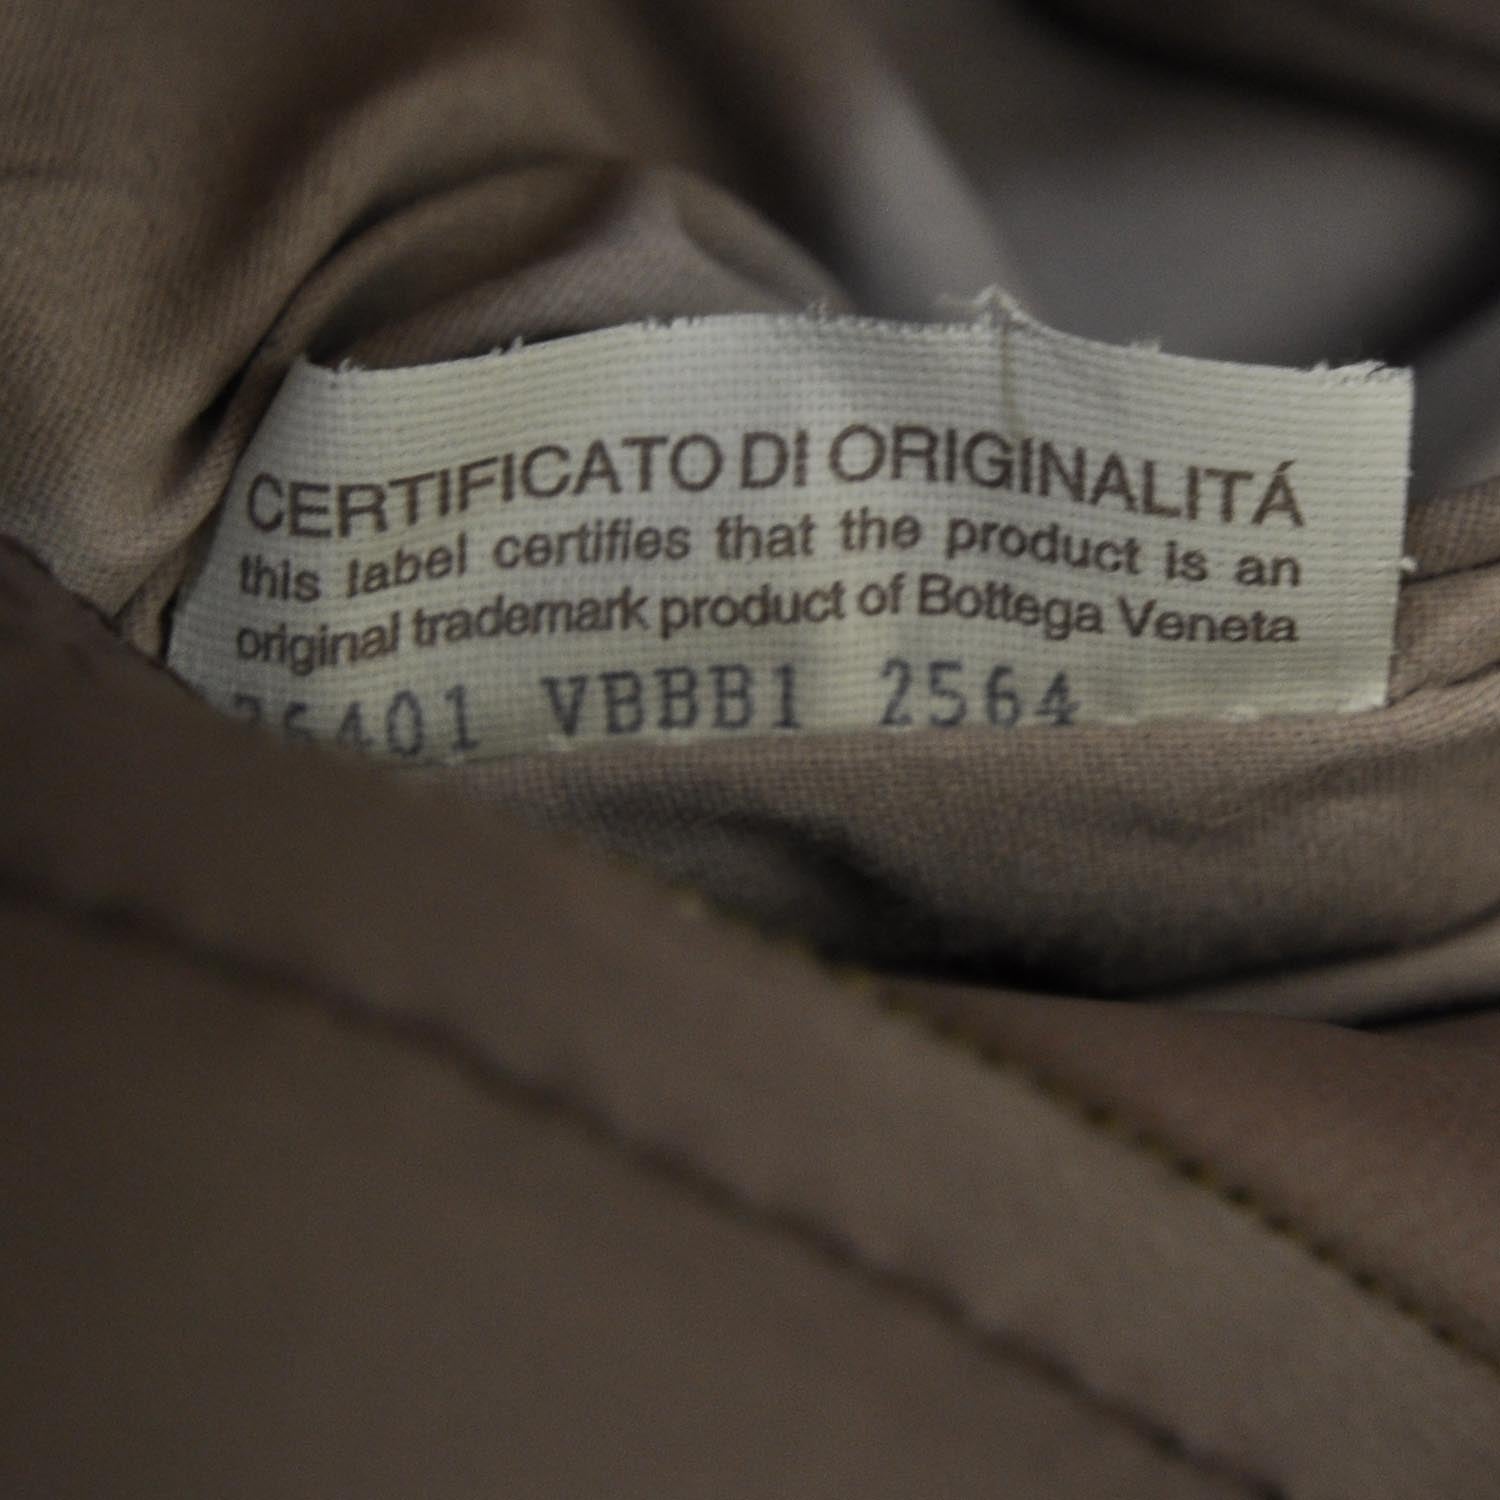 CERTIFICATO DI ORIGINALITÁ
this label certifies that the product is an
original trademark product of Bottega Veneta
VBBB1 2564